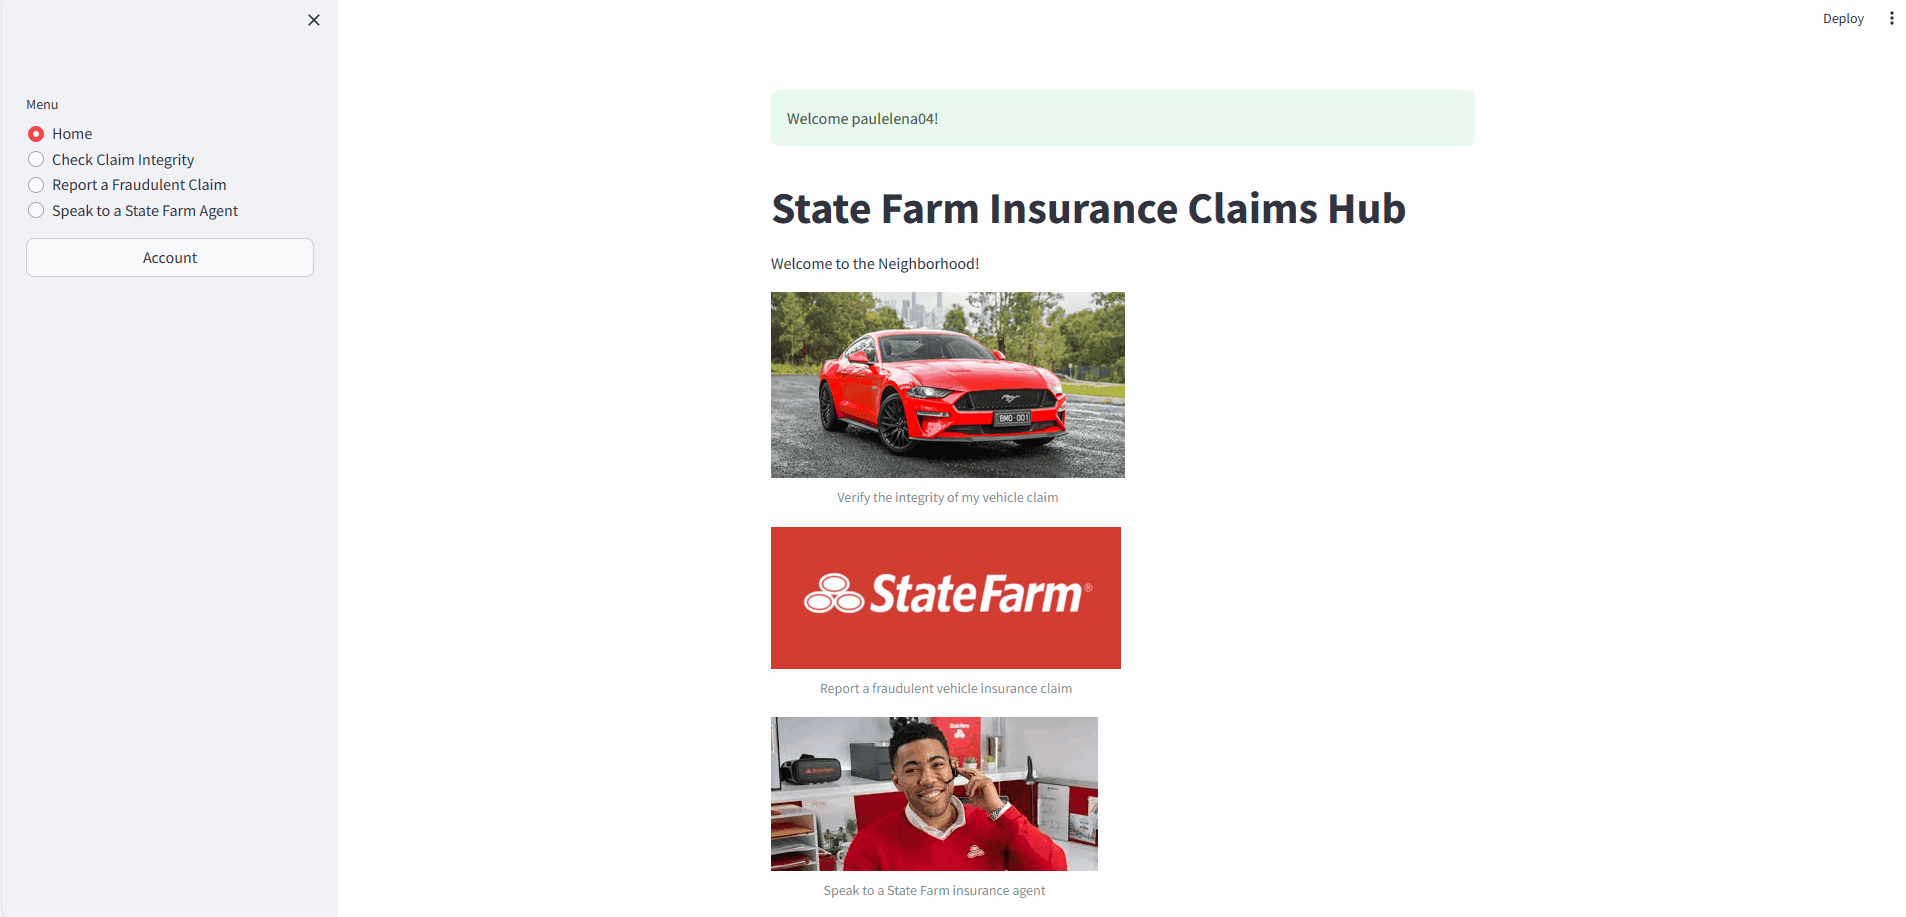 Deploy
Menu
Home
Check Claim Integrity
Report a Fraudulent Claim
Speak to a State Farm Agent
Account
Welcome paulelena04!
State Farm Insurance Claims Hub
Welcome to the Neighborhood!
BMO·001
Verify the integrity of my vehicle claim
StateFarm®
Report a fraudulent vehicle insurance claim
StateFarm
StateFarm
Speak to a State Farm insurance agent